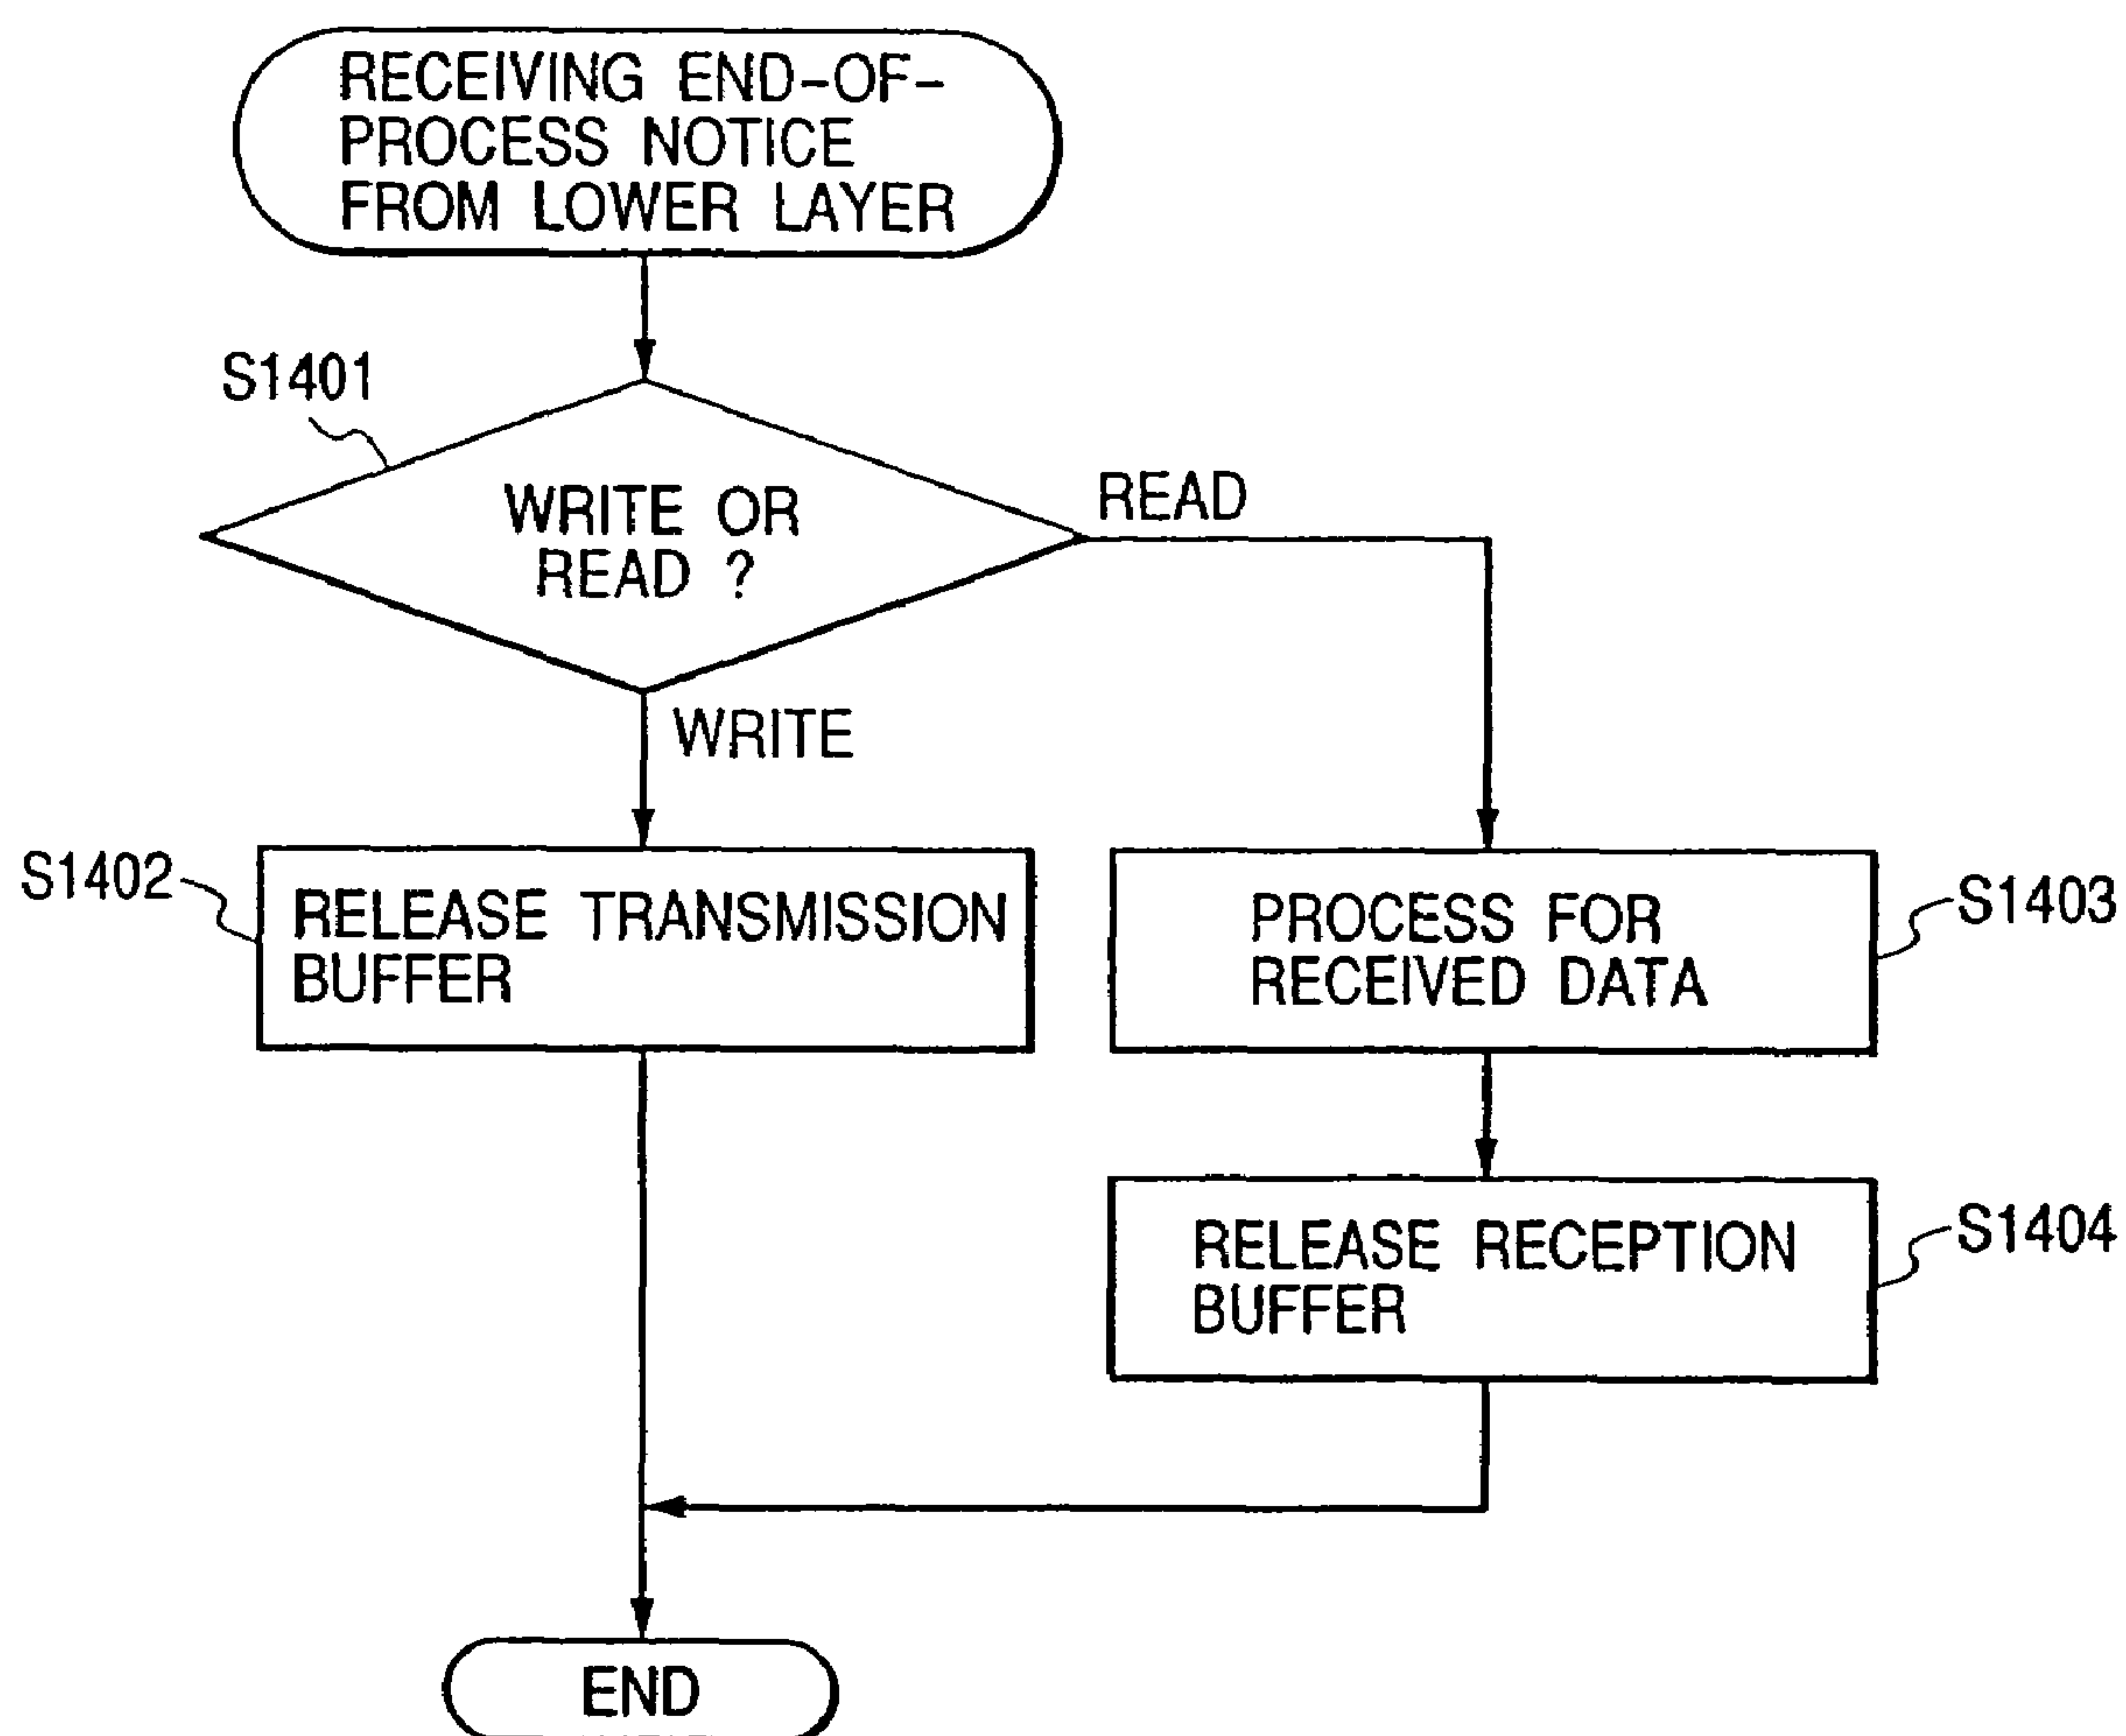 RECEIVING END-OF-
PROCESS NOTICE
FROM LOWER LAYER
S1401
WRITE OR
READ ?
READ
WRITE
S1402
RELEASE TRANSMISSION
BUFFER
PROCESS FOR
RECEIVED DATA
S1403
RELEASE RECEPTION
BUFFER
S1404
END